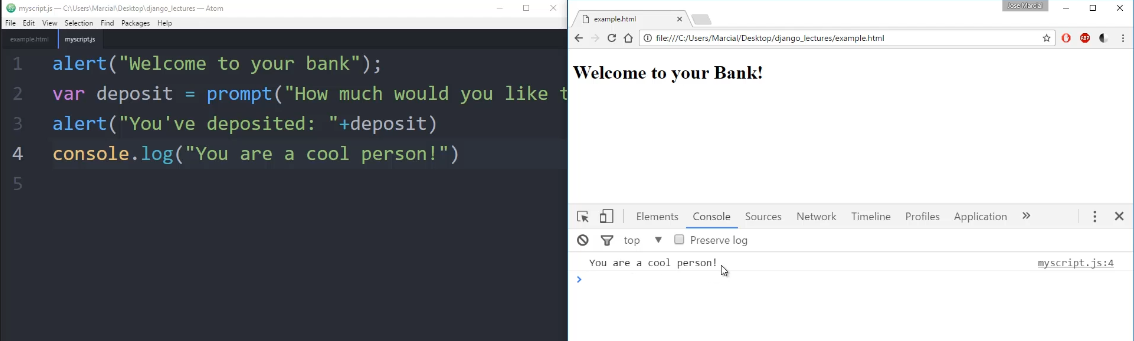 myscript.js — C:\Users\Marcial\Desktop\django_lectures — Atom
File Edit View Selection Find Packages Help
example.html myscript.js
1 alert("Welcome to your bank");
2 var deposit = prompt("How much would you like t
3 alert("You've deposited: "+deposit)
4 console.log("You are a cool person!")
5
Jose Marcial
example.html
file:///C:/Users/Marcial/Desktop/django_lectures/example.html
ABP
Welcome to your Bank!
Elements Console Sources Network Timeline Profiles Application »
top ▼ Preserve log
You are a cool person! myscript.js:4
>